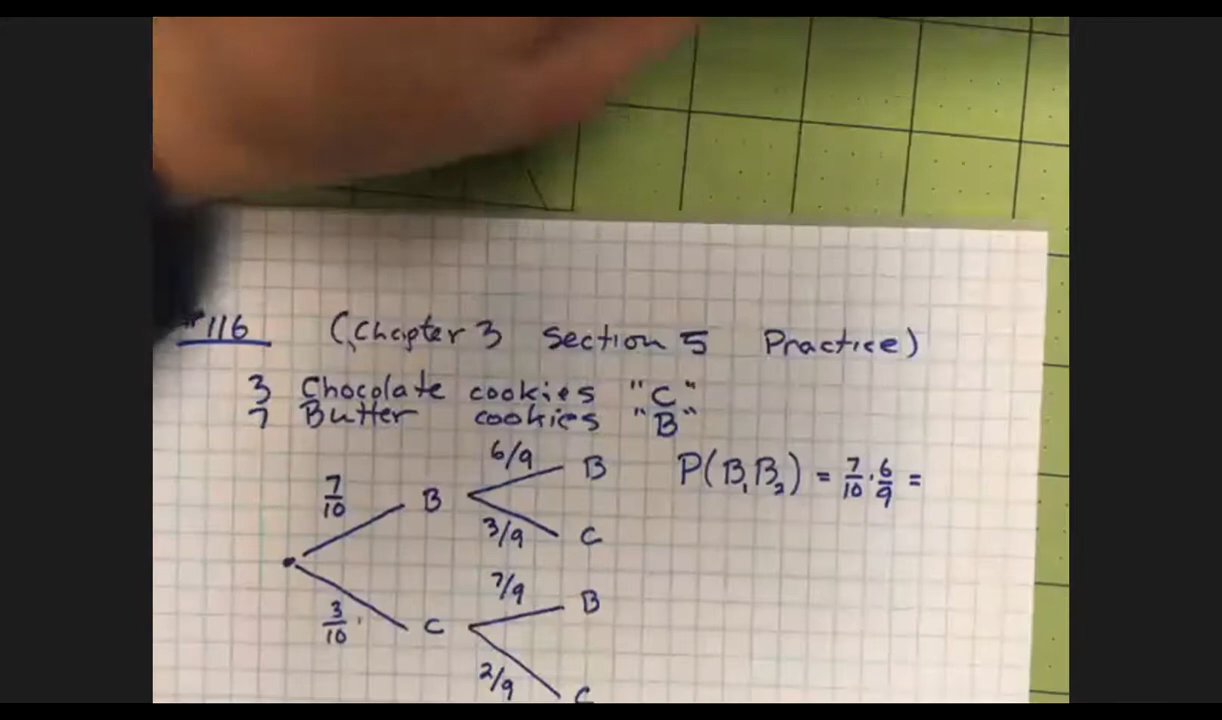 #116 (Chapter 3 Section 5 Practice)
3 Chocolate cookies "C"
7 Butter cookies "B"
6/9 B
P(B₁B₂) = 7/10 · 6/9 =
7/10 B
3/9 C
7/9 B
3/10 C
2/9 C